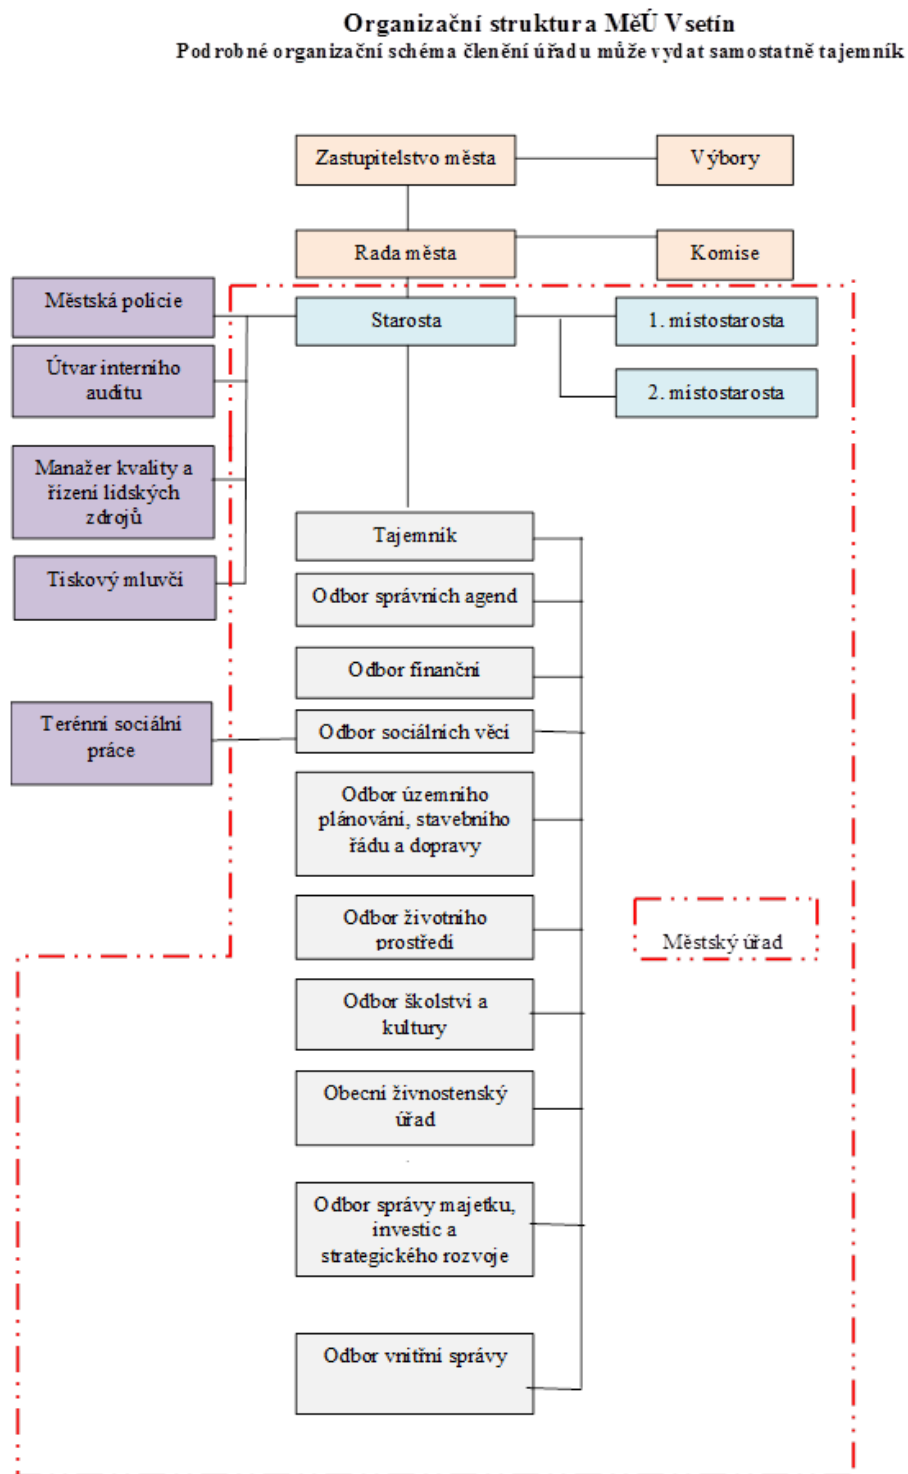 Organizační struktura MěÚ Vsetín
Podrobné organizační schéma členění úřadu může vydat samostatně tajemník
Zastupitelstvo města
Výbory
Rada města
Komise
Městská policie
Starosta
1. místostarosta
Útvar interního
auditu
2. místostarosta
Manažer kvality a
řízení lidských
zdrojů
Tajemník
Tiskový mluvčí
Odbor správních agend
Odbor finanční
Terénní sociální
práce
Odbor sociálních věcí
Odbor územního
plánování, stavebního
řádu a dopravy
Odbor životního
prostředí
Městský úřad
Odbor školství a
kultury
Obecní živnostenský
úřad
Odbor správy majetku,
investic a
strategického rozvoje
Odbor vnitřní správy